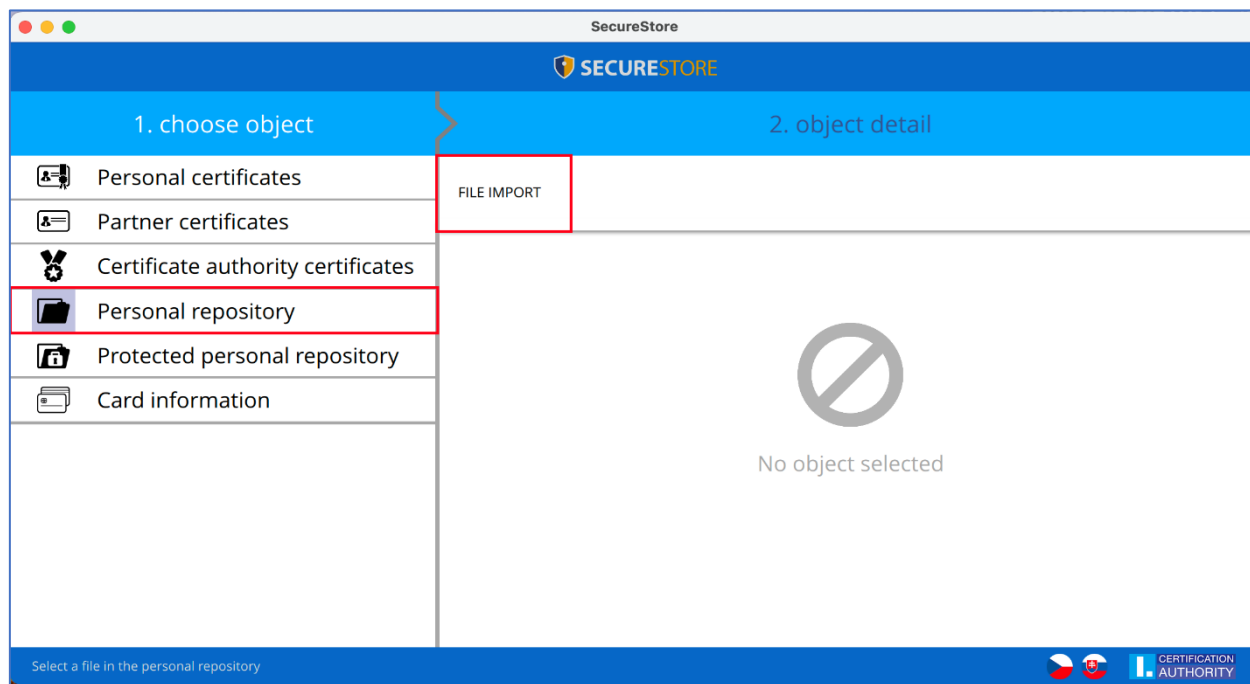 SecureStore
SECURESTORE
1. choose object
2. object detail
Personal certificates
Partner certificates
Certificate authority certificates
Personal repository
Protected personal repository
Card information
FILE IMPORT
No object selected
Select a file in the personal repository
I.
CERTIFICATION
AUTHORITY